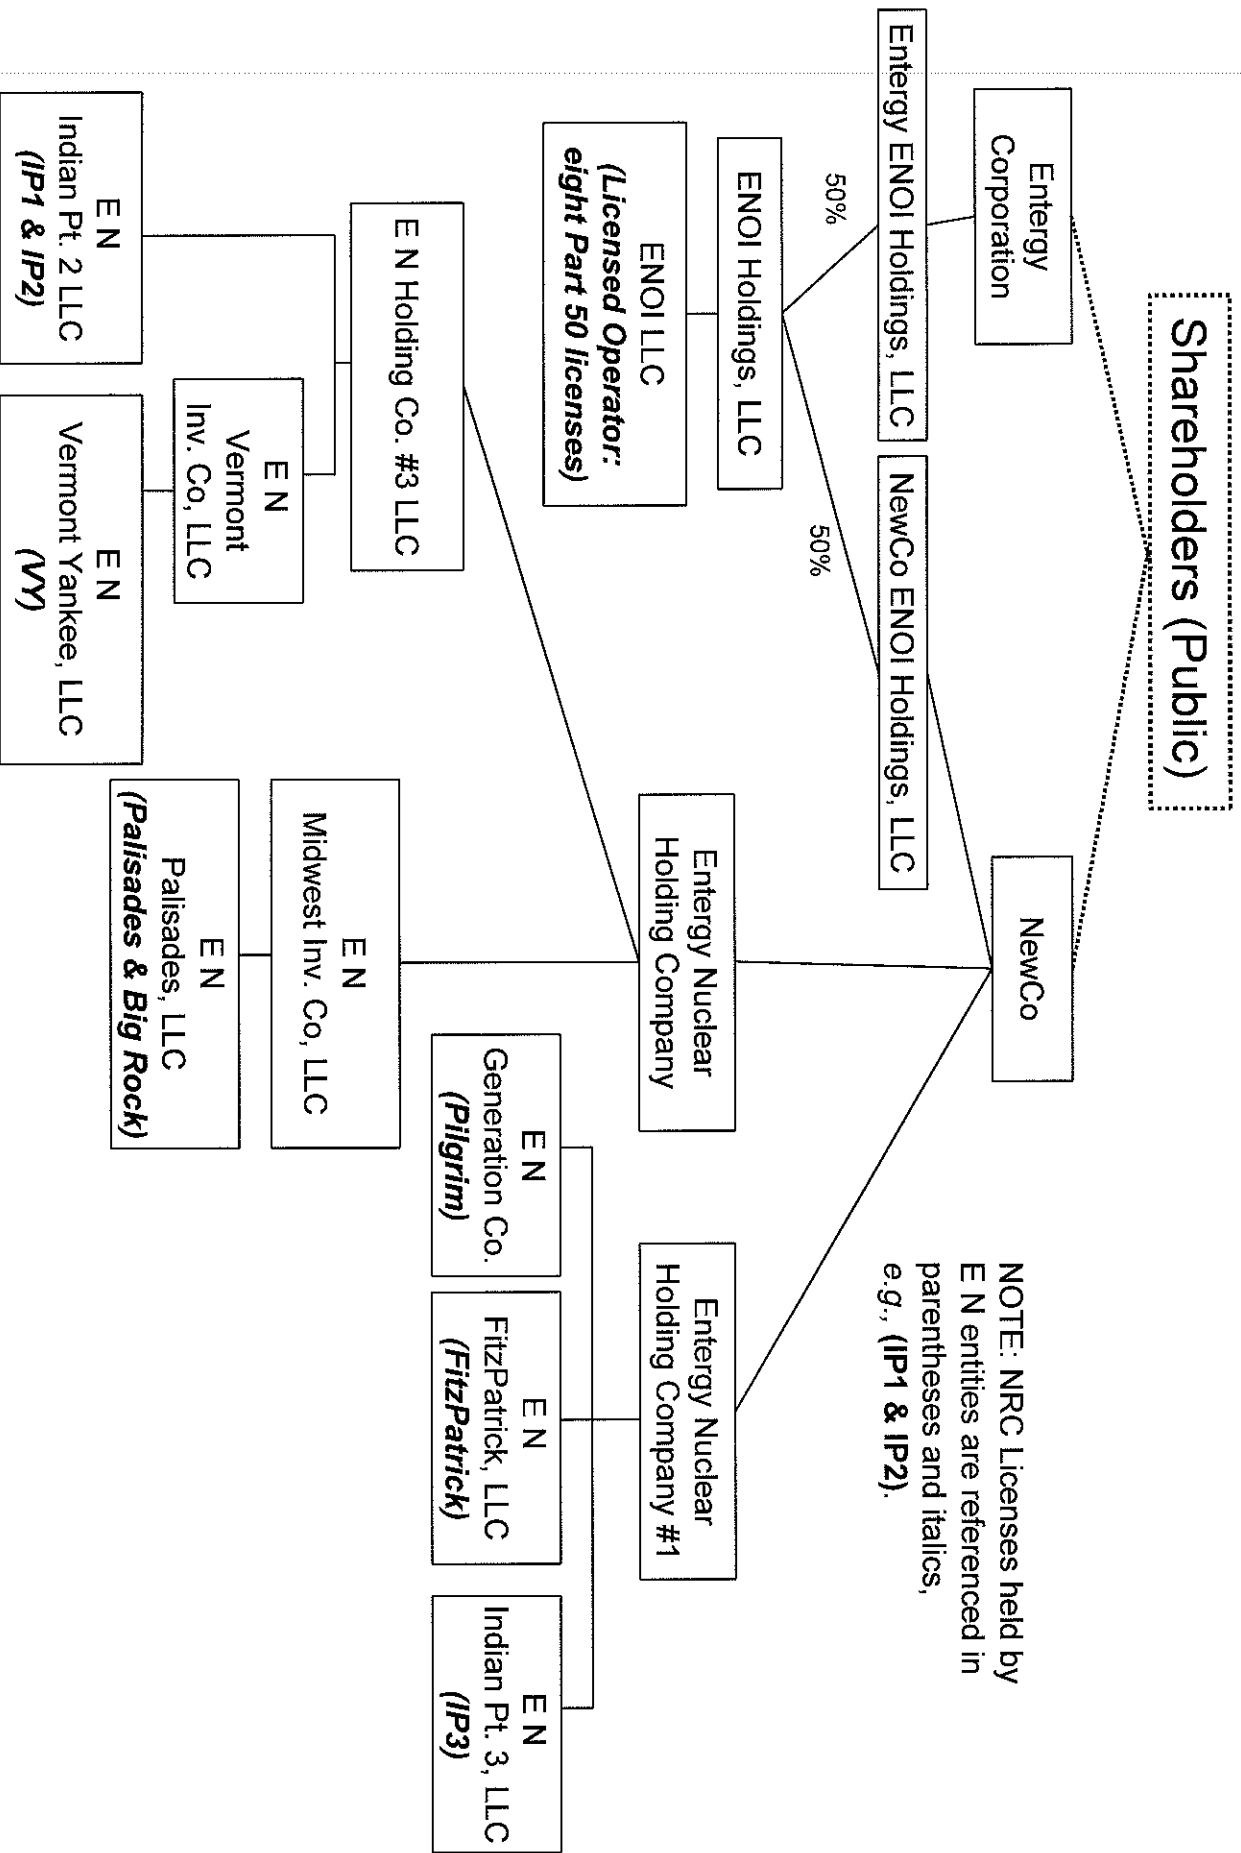 Shareholders (Public)
Entergy
Corporation
NewCo
NOTE: NRC Licenses held by
E N entities are referenced in
parentheses and italics,
e.g., (IP1 & IP2).
Entergy ENOI Holdings, LLC
NewCo ENOI Holdings, LLC
50%
50%
ENOI Holdings, LLC
Entergy Nuclear
Holding Company
Entergy Nuclear
Holding Company #1
ENOI LLC
(Licensed Operator:
eight Part 50 licenses)
E N
Generation Co.
(Pilgrim)
E N
FitzPatrick, LLC
(FitzPatrick)
E N
Indian Pt. 3, LLC
(IP3)
E N Holding Co. #3 LLC
E N
Midwest Inv. Co, LLC
E N
Vermont
Inv. Co, LLC
E N
Palisades, LLC
(Palisades & Big Rock)
E N
Indian Pt. 2 LLC
(IP1 & IP2)
E N
Vermont Yankee, LLC
(VY)